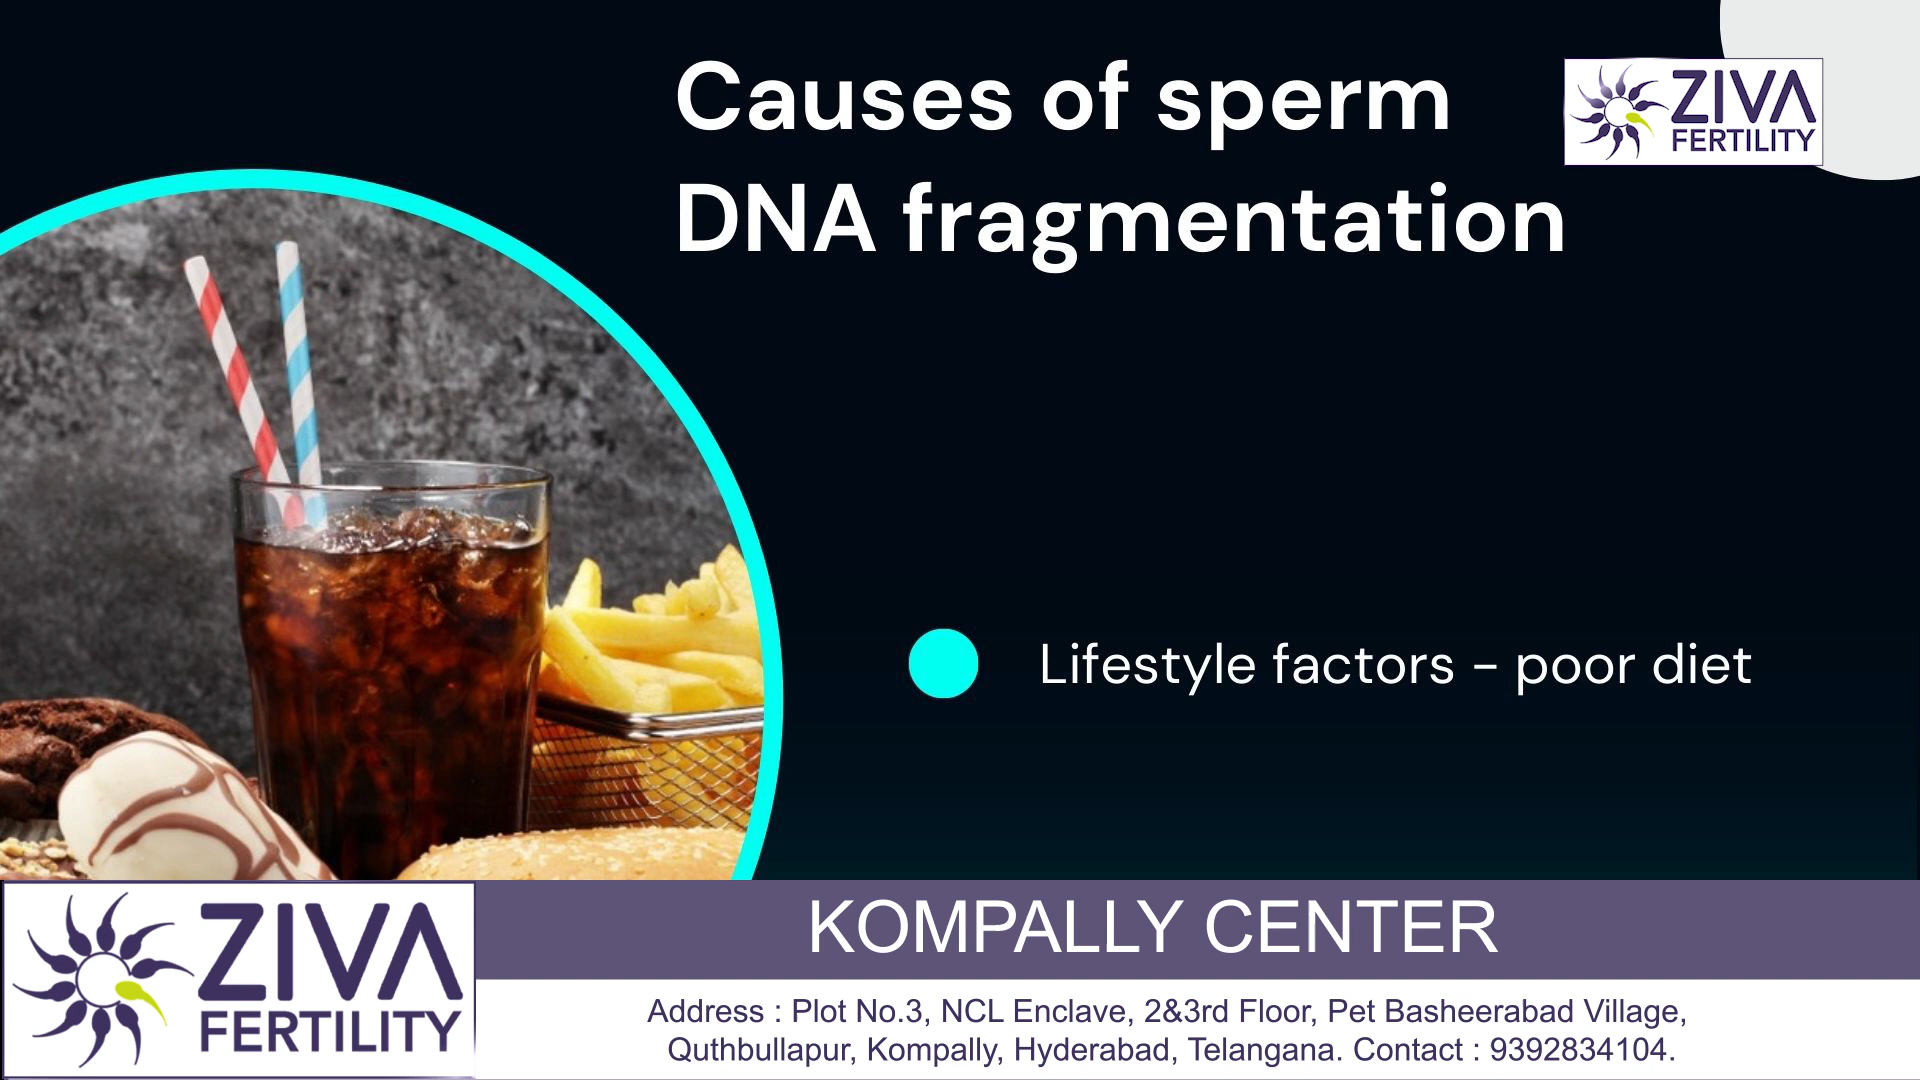 Causes of sperm
DNA fragmentation
ZIVA
FERTILITY
Lifestyle factors - poor diet
ZIVA
FERTILITY
KOMPALLY CENTER
Address : Plot No.3, NCL Enclave, 2&3rd Floor, Pet Basheerabad Village,
Quthbullapur, Kompally, Hyderabad, Telangana. Contact : 9392834104.